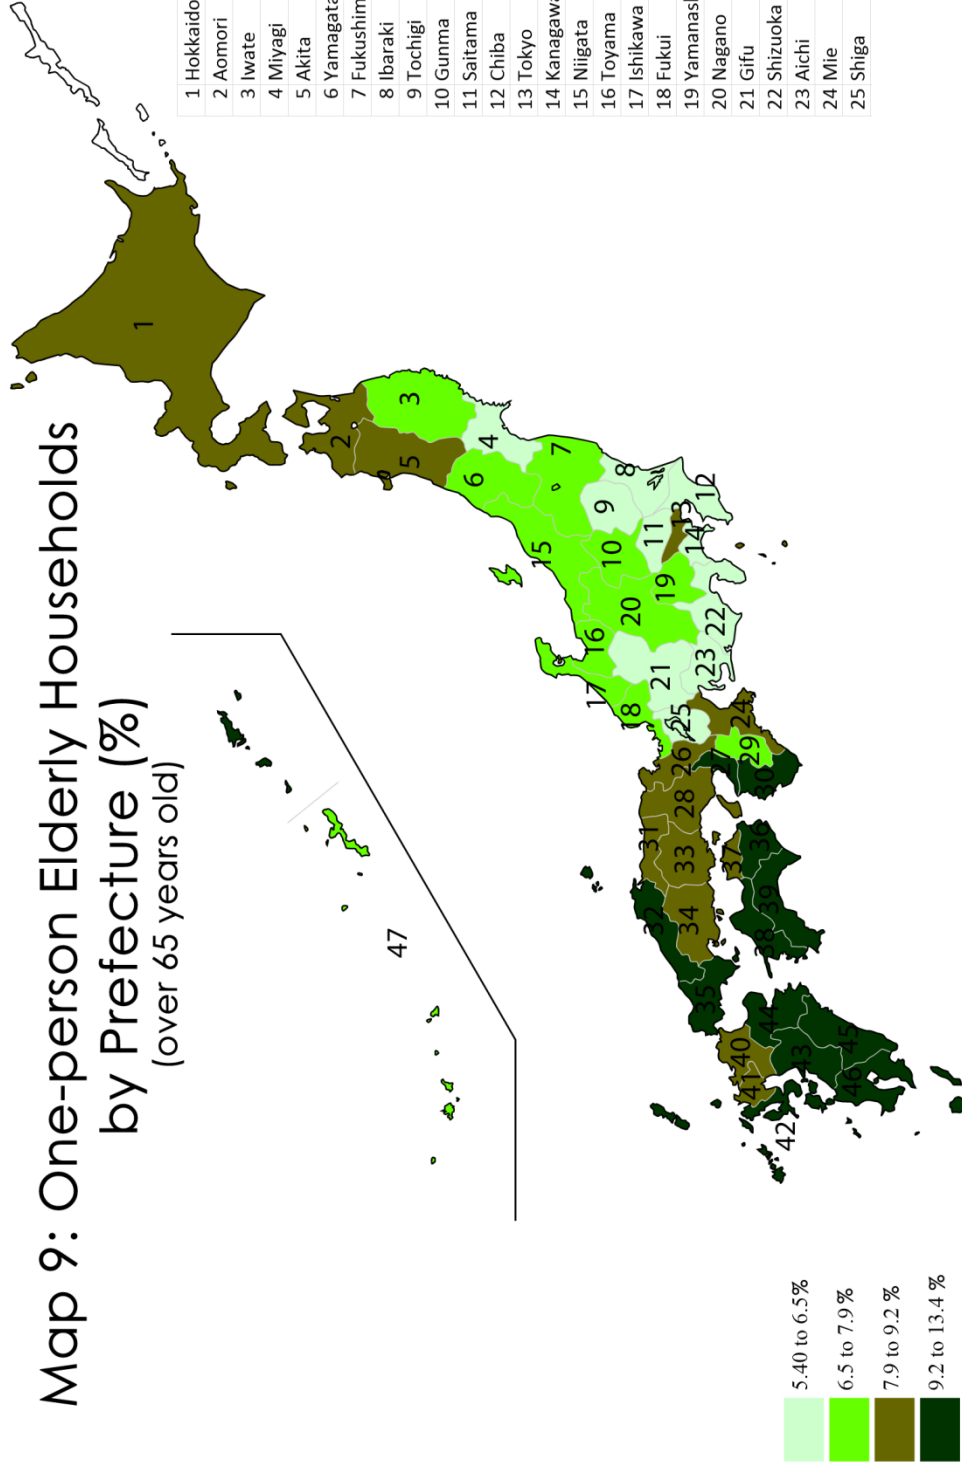 Map 9: One-person Elderly Households
by Prefecture (%)
(over 65 years old)
1 Hokkaido
2 Aomori
3 Iwate
4 Miyagi
5 Akita
6 Yamagata
7 Fukushim
8 Ibaraki
9 Tochigi
10 Gunma
11 Saitama
12 Chiba
13 Tokyo
14 Kanagawa
15 Niigata
16 Toyama
17 Ishikawa
18 Fukui
19 Yamanash
20 Nagano
21 Gifu
22 Shizuoka
23 Aichi
24 Mie
25 Shiga
1
2
3
4
5
6
7
8
9
10
11
12
13
14
15
16
17
18
19
20
21
22
23
24
25
26
27
28
29
30
31
32
33
34
35
36
37
38
39
40
41
42
43
44
45
46
47
5.40 to 6.5%
6.5 to 7.9%
7.9 to 9.2 %
9.2 to 13.4 %